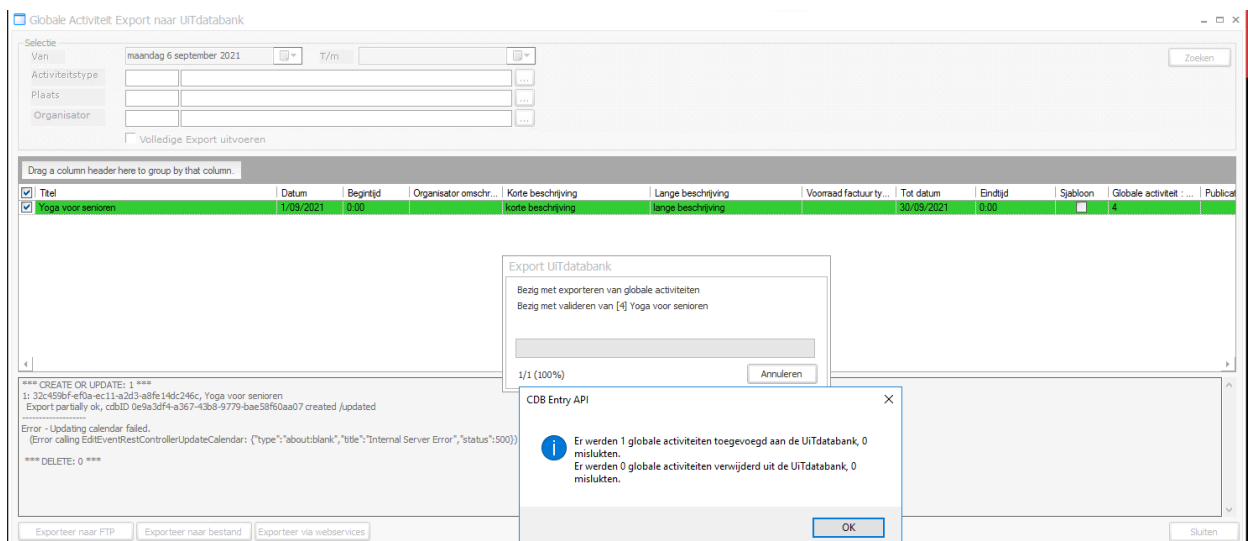 Globale Activiteit Export naar UiTdatabank
Selectie
Van maandag 6 september 2021 T/m
Zoeken
Activiteitstype ...
Plaats ...
Organisator ...
Volledige Export uitvoeren
Drag a column header here to group by that column.
Titel Datum Begintijd Organisator omschr... Korte beschrijving Lange beschrijving Voorraad factuur ty... Tot datum Eindtijd Sjabloon Globale activiteit : ... Publicat
Yoga voor senioren 1/09/2021 0:00 korte beschrijving lange beschrijving 30/09/2021 0:00 4
Export UiTdatabank
Bezig met exporteren van globale activiteiten
Bezig met valideren van [4] Yoga voor senioren
1/1 (100%) Annuleren
*** CREATE OR UPDATE: 1 ***
1: 32c459bf-ef0a-ec11-a2d3-a8fe14dc246c, Yoga voor senioren
Export partially ok, cdbID 0e9a3df4-a367-43b8-9779-bae58f60aa07 created /updated
-------------------
Error - Updating calendar failed.
(Error calling EditEventRestControllerUpdateCalendar: {"type":"about:blank","title":"Internal Server Error","status":500})
*** DELETE: 0 ***
CDB Entry API
Er werden 1 globale activiteiten toegevoegd aan de UiTdatabank, 0
mislukten.
Er werden 0 globale activiteiten verwijderd uit de UiTdatabank, 0
mislukten.
OK
Exporteer naar FTP Exporteer naar bestand Exporteer via webservices Sluiten